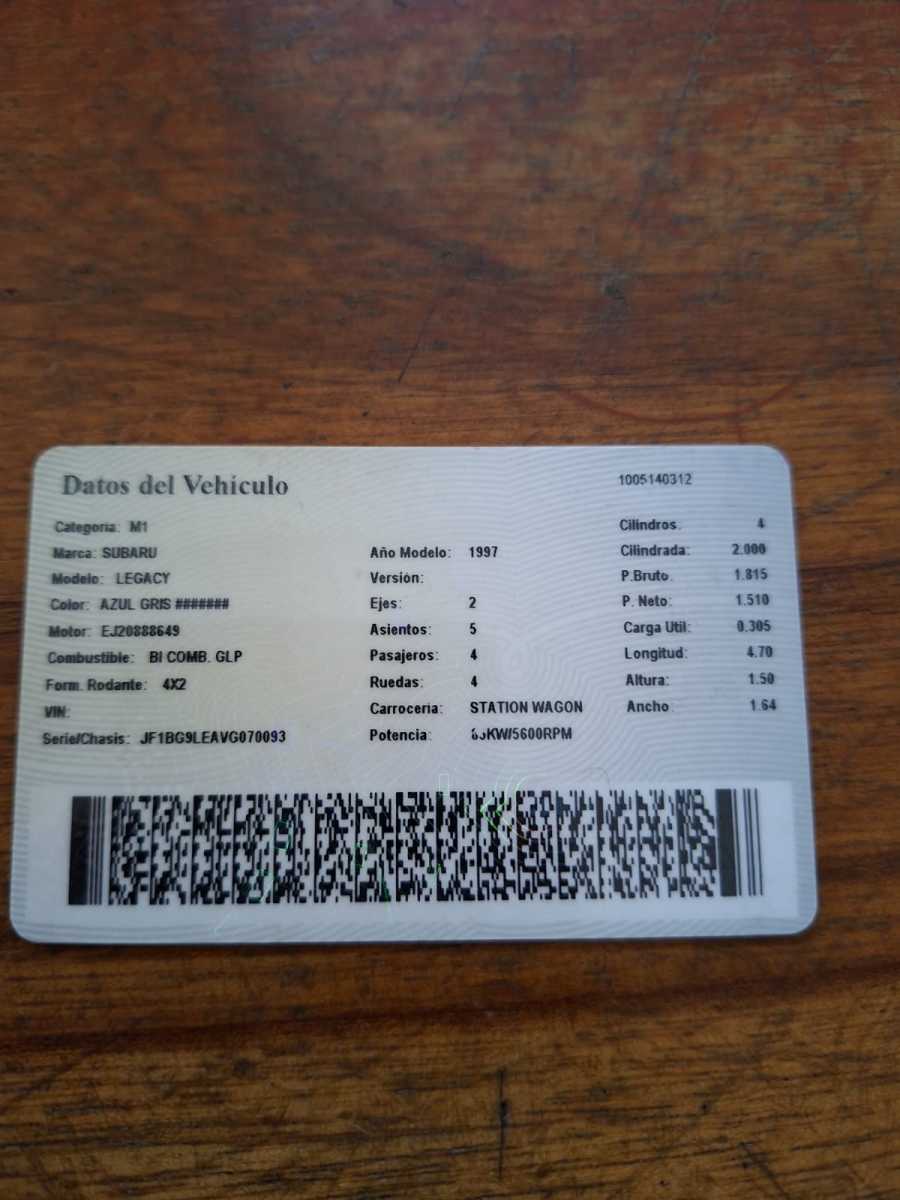 Datos del Vehículo 1005140312
Categoria: M1 Cilindros: 4
Marca: SUBARU Año Modelo: 1997 Cilindrada: 2.000
Modelo: LEGACY Versión: P.Bruto: 1.815
Color: AZUL GRIS ####### Ejes: 2 P. Neto: 1.510
Motor: EJ20888649 Asientos: 5 Carga Util: 0.305
Combustible: BI COMB. GLP Pasajeros: 4 Longitud: 4.70
Form. Rodante: 4X2 Ruedas: 4 Altura: 1.50
VIN: Carrocería: STATION WAGON Ancho: 1.64
Serie/Chasis: JF1BG9LEAVG070093 Potencia: